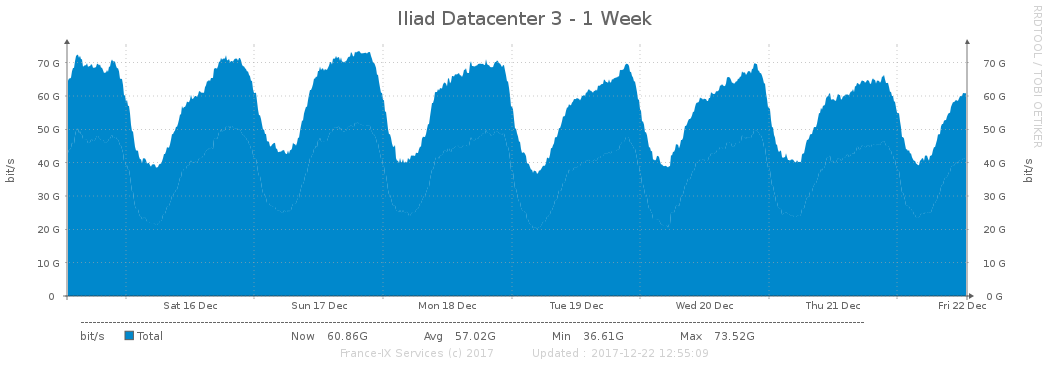 Iliad Datacenter 3 - 1 Week
RRDTOOL / TOBI OETIKER
bit/s
bit/s
70 G 70 G
60 G 60 G
50 G 50 G
40 G 40 G
30 G 30 G
20 G 20 G
10 G 10 G
0 0 G
Sat 16 Dec Sun 17 Dec Mon 18 Dec Tue 19 Dec Wed 20 Dec Thu 21 Dec Fri 22 Dec
bit/s Total Now 60.86G Avg 57.02G Min 36.61G Max 73.52G
France-IX Services (c) 2017 Updated : 2017-12-22 12:55:09